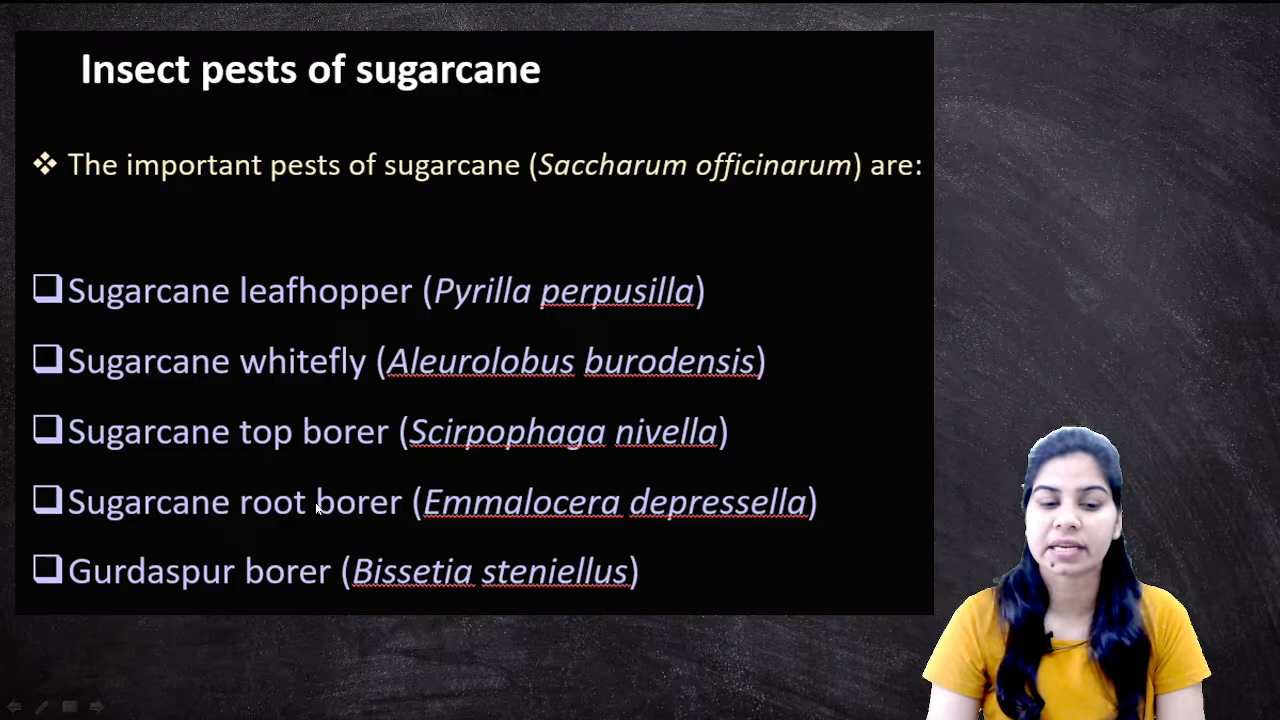 Insect pests of sugarcane
❖ The important pests of sugarcane (Saccharum officinarum) are:
❑Sugarcane leafhopper (Pyrilla perpusilla)
❑Sugarcane whitefly (Aleurolobus burodensis)
❑Sugarcane top borer (Scirpophaga nivella)
❑Sugarcane root borer (Emmalocera depressella)
❑Gurdaspur borer (Bissetia steniellus)